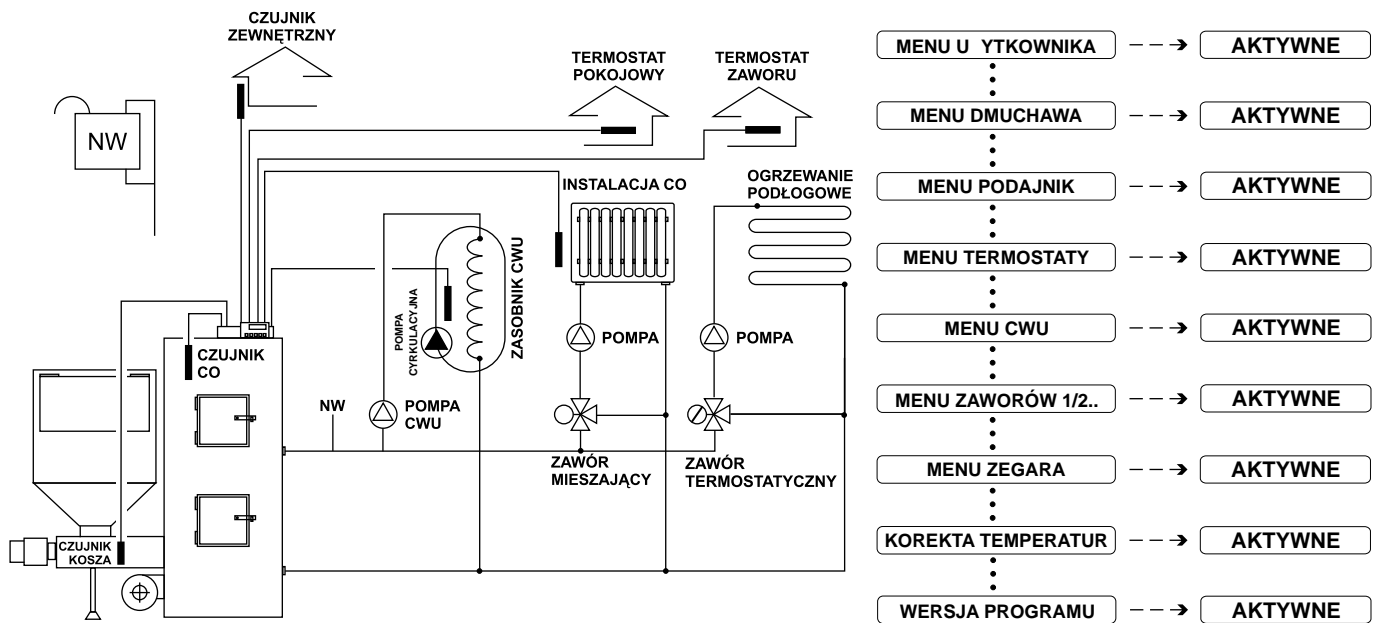 CZUJNIK
ZEWNĘTRZNY
TERMOSTAT
POKOJOWY
TERMOSTAT
ZAWORU
NW
INSTALACJA CO
OGRZEWANIE
PODŁOGOWE
ZASOBNIK CWU
POMPA
CYRKULACYJNA
CZUJNIK
CO
POMPA
POMPA
NW
POMPA
CWU
ZAWÓR
MIESZAJĄCY
ZAWÓR
TERMOSTATYCZNY
CZUJNIK
KOSZA
MENU U YTKOWNIKA AKTYWNE
MENU DMUCHAWA AKTYWNE
MENU PODAJNIK AKTYWNE
MENU TERMOSTATY AKTYWNE
MENU CWU AKTYWNE
MENU ZAWORÓW 1/2.. AKTYWNE
MENU ZEGARA AKTYWNE
KOREKTA TEMPERATUR AKTYWNE
WERSJA PROGRAMU AKTYWNE